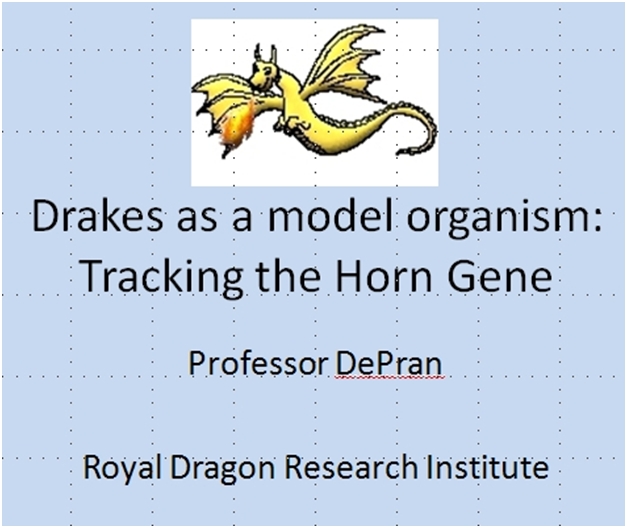 Drakes as a model organism:
Tracking the Horn Gene
Professor DePran
Royal Dragon Research Institute